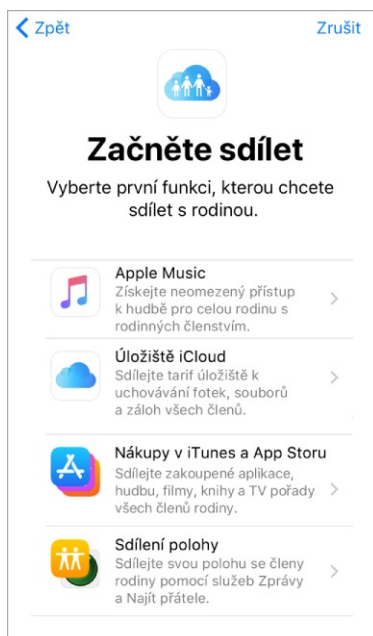 Zpět
Zrušit
Začněte sdílet
Vyberte první funkci, kterou chcete
sdílet s rodinou.
Apple Music
Získejte neomezený přístup
k hudbě pro celou rodinu s
rodinných členstvím.
Úložiště iCloud
Sdílejte tarif úložiště k
uchovávání fotek, souborů
a záloh všech členů.
Nákupy v iTunes a App Storu
Sdílejte zakoupené aplikace,
hudbu, filmy, knihy a TV pořady
všech členů rodiny.
Sdílení polohy
Sdílejte svou polohu se členy
rodiny pomocí služeb Zprávy
a Najít přátele.